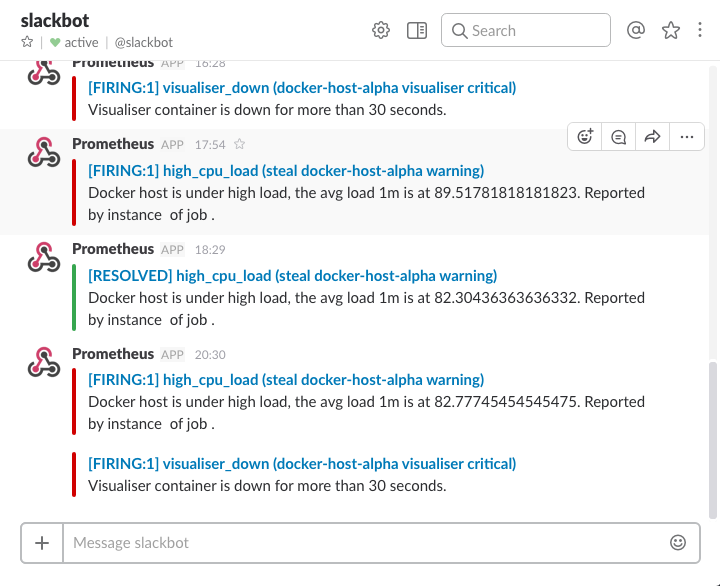 slackbot
active | @slackbot
Search
Prometheus APP 16:28
[FIRING:1] visualiser_down (docker-host-alpha visualiser critical)
Visualiser container is down for more than 30 seconds.
Prometheus APP 17:54
[FIRING:1] high_cpu_load (steal docker-host-alpha warning)
Docker host is under high load, the avg load 1m is at 89.51781818181823. Reported
by instance  of job .
Prometheus APP 18:29
[RESOLVED] high_cpu_load (steal docker-host-alpha warning)
Docker host is under high load, the avg load 1m is at 82.30436363636332. Reported
by instance  of job .
Prometheus APP 20:30
[FIRING:1] high_cpu_load (steal docker-host-alpha warning)
Docker host is under high load, the avg load 1m is at 82.77745454545475. Reported
by instance  of job .
[FIRING:1] visualiser_down (docker-host-alpha visualiser critical)
Visualiser container is down for more than 30 seconds.
Message slackbot